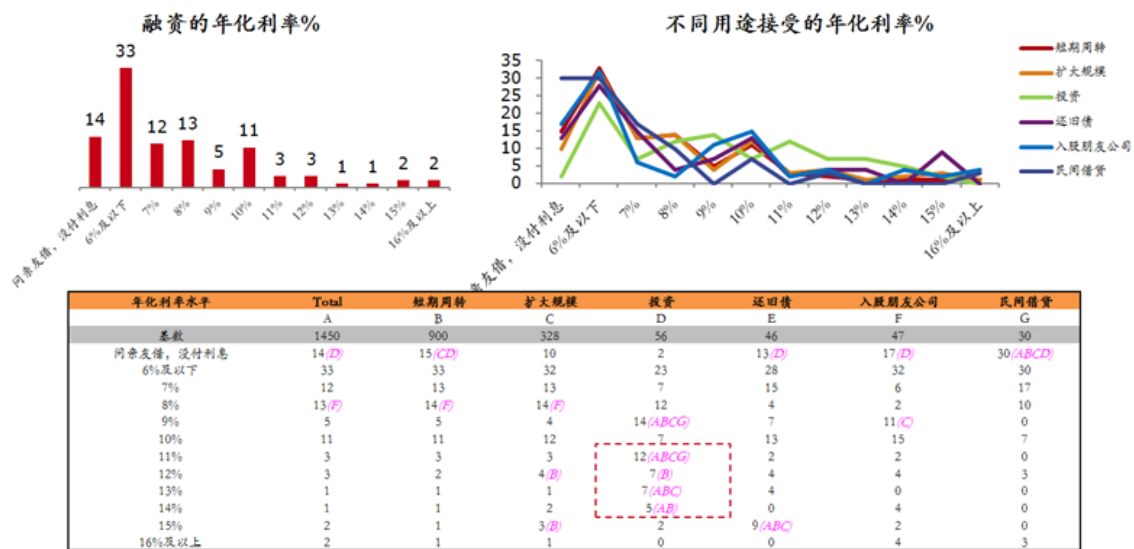 融资的年化利率%
33
14
12
13
5
11
3
3
1
1
2
2
问亲友借，没付利息
6%及以下
7%
8%
9%
10%
11%
12%
13%
14%
15%
16%及以上
不同用途接受的年化利率%
35
30
25
20
15
10
5
0
亲友借，没付利息
6%及以下
7%
8%
9%
10%
11%
12%
13%
14%
15%
16%及以上
短期周转
扩大规模
投资
还旧债
入股朋友公司
民间借贷
年化利率水平 Total 短期周转 扩大规模 投资 还旧债 入股朋友公司 民间借贷
A B C D E F G
基数 1450 900 328 56 46 47 30
问亲友借，没付利息 14(D) 15(CD) 10 2 13(D) 17(D) 30(ABCD)
6%及以下 33 33 32 23 28 32 30
7% 12 13 13 7 15 6 17
8% 13(F) 14(F) 14(F) 12 4 2 10
9% 5 5 4 14(ABCG) 7 11(C) 0
10% 11 11 12 7 13 15 7
11% 3 3 3 12(ABCG) 2 2 0
12% 3 2 4(B) 7(B) 4 4 3
13% 1 1 1 7(ABC) 4 0 0
14% 1 1 2 5(AB) 0 4 0
15% 2 1 3(B) 2 9(ABC) 2 0
16%及以上 2 1 1 0 0 4 3